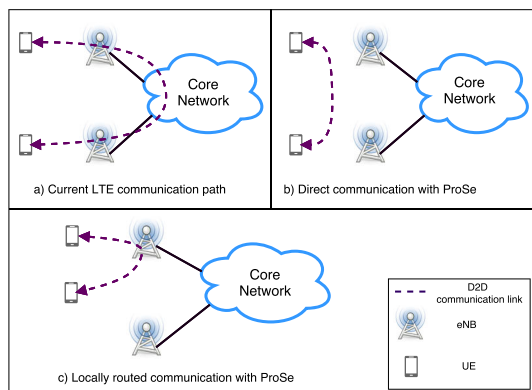 Core
Network
a) Current LTE communication path
Core
Network
b) Direct communication with ProSe
Core
Network
c) Locally routed communication with ProSe
D2D
communication link
eNB
UE